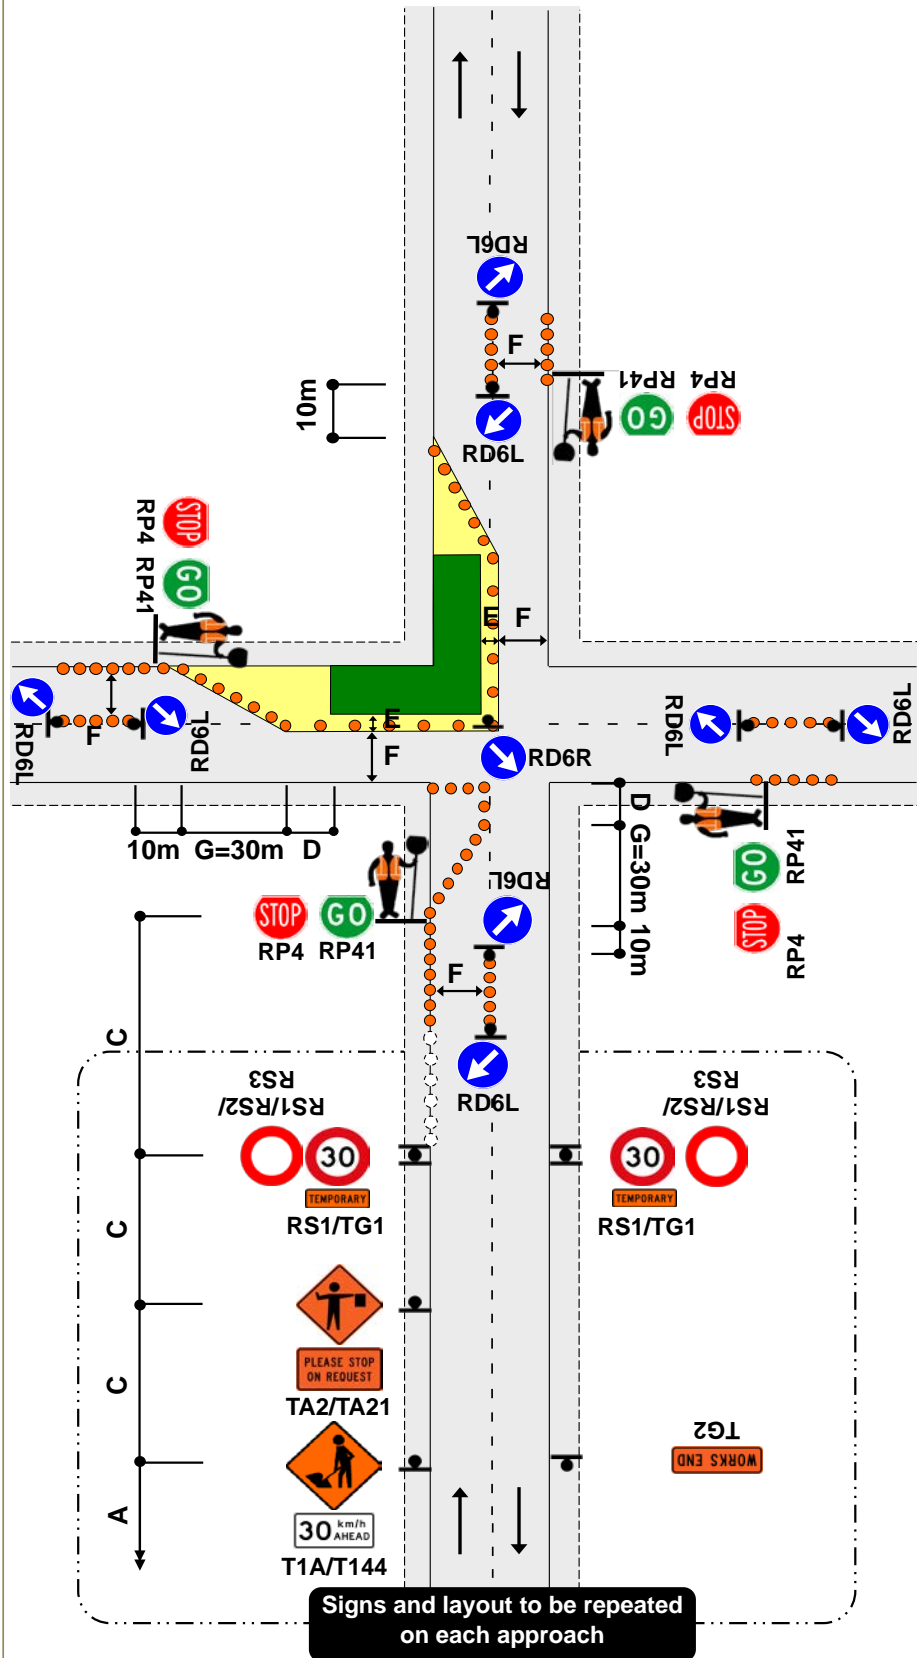 RD6L
F
10m
RP41 RP4
GO STOP
RD6L
STOP
RP4 RP41
GO
E F
RD6L
F
RD6L
E
F
RD6R
RD6L
RD6L
10m G=30m D
D G=30m 10m
GO
RP41
STOP
RP4
RD6L
STOP GO
RP4 RP41
F
C
RD6L
RS1/RS2/
RS3
30
TEMPORARY
RS1/TG1
RS1/RS2/
RS3
30
TEMPORARY
RS1/TG1
C
PLEASE STOP
ON REQUEST
TA2/TA21
C
TG2
WORKS END
30 km/h
AHEAD
T1A/T144
A
Signs and layout to be repeated
on each approach